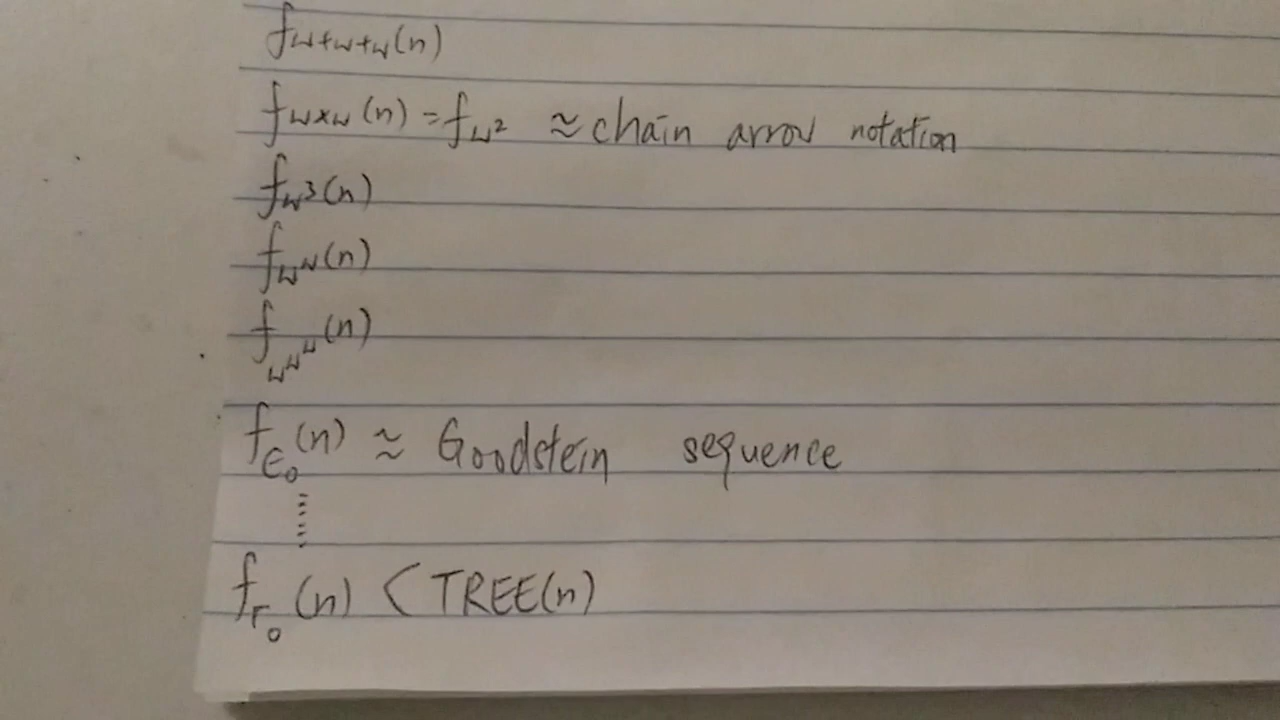 f_{ω+ω+ω}(n)
f_{ω×ω}(n) = f_{ω²} ≈ chain arrow notation
f_{ω³}(n)
f_{ω^ω}(n)
f_{ω^{ω^ω}}(n)
f_{ε₀}(n) ≈ Goodstein sequence
⋮
f_{Γ₀}(n) < TREE(n)